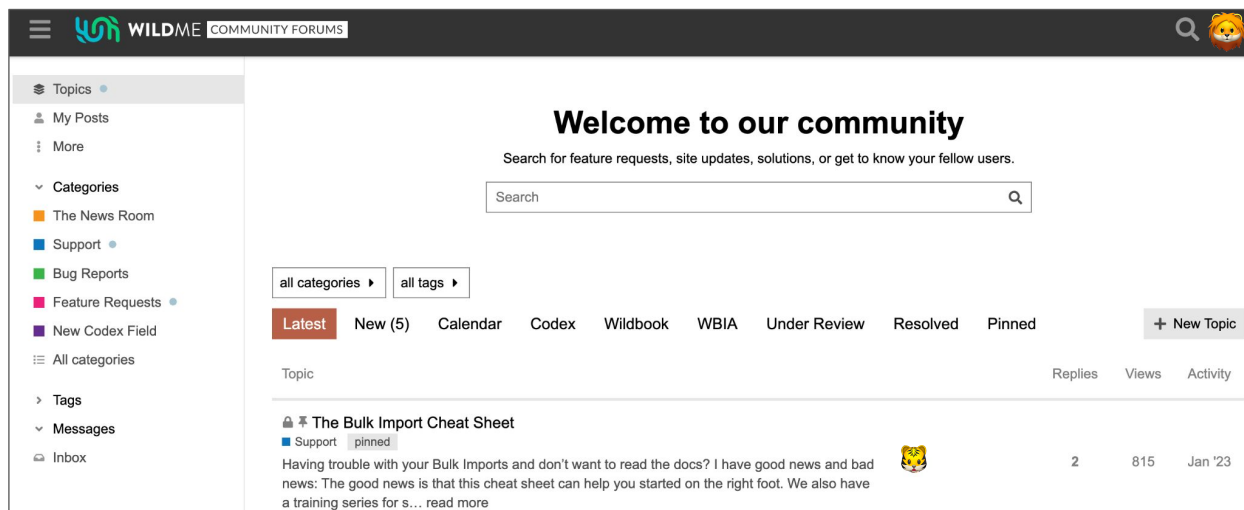 WILDME COMMUNITY FORUMS
Topics
My Posts
More
Categories
The News Room
Support
Bug Reports
Feature Requests
New Codex Field
All categories
Tags
Messages
Inbox
Welcome to our community
Search for feature requests, site updates, solutions, or get to know your fellow users.
Search
all categories
all tags
Latest New (5) Calendar Codex Wildbook WBIA Under Review Resolved Pinned + New Topic
Topic Replies Views Activity
The Bulk Import Cheat Sheet
Support pinned
Having trouble with your Bulk Imports and don’t want to read the docs? I have good news and bad
news: The good news is that this cheat sheet can help you started on the right foot. We also have
a training series for s… read more
2 815 Jan '23